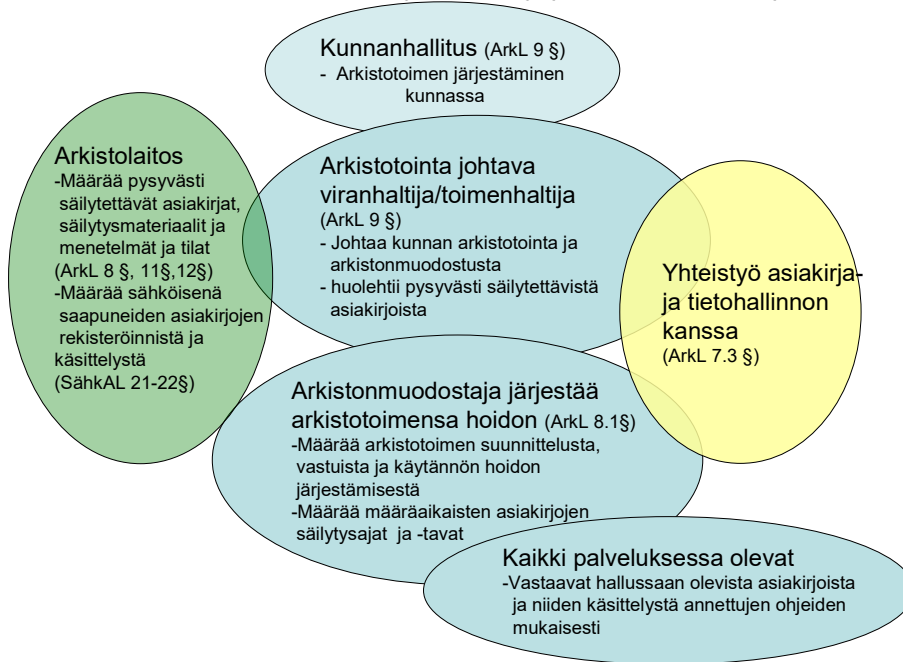 Kunnanhallitus (ArkL 9 §)
- Arkistotoimen järjestäminen
kunnassa
Arkistolaitos
-Määrää pysyvästi
säilytettävät asiakirjat,
säilytysmateriaalit ja
menetelmät ja tilat
(ArkL 8 §, 11§,12§)
-Määrää sähköisenä
saapuneiden asiakirjojen
rekisteröinnistä ja
käsittelystä
(SähkAL 21-22§)
Arkistotointa johtava
viranhaltija/toimenhaltija
(ArkL 9 §)
- Johtaa kunnan arkistotointa ja
arkistonmuodostusta
- huolehtii pysyvästi säilytettävistä
asiakirjoista
Yhteistyö asiakirja-
ja tietohallinnon
kanssa
(ArkL 7.3 §)
Arkistonmuodostaja järjestää
arkistotoimensa hoidon (ArkL 8.1§)
-Määrää arkistotoimen suunnittelusta,
vastuista ja käytännön hoidon
järjestämisestä
-Määrää määräaikaisten asiakirjojen
säilytysajat ja -tavat
Kaikki palveluksessa olevat
-Vastaavat hallussaan olevista asiakirjoista
ja niiden käsittelystä annettujen ohjeiden
mukaisesti